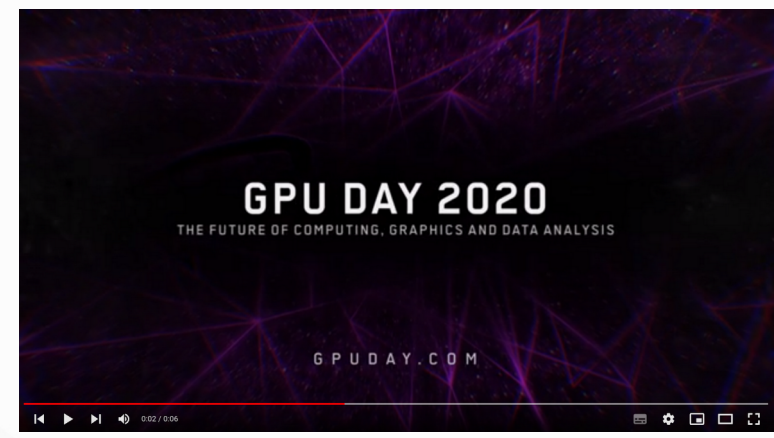 GPU DAY 2020
THE FUTURE OF COMPUTING, GRAPHICS AND DATA ANALYSIS
GPUDAY.COM
0:02 / 0:06